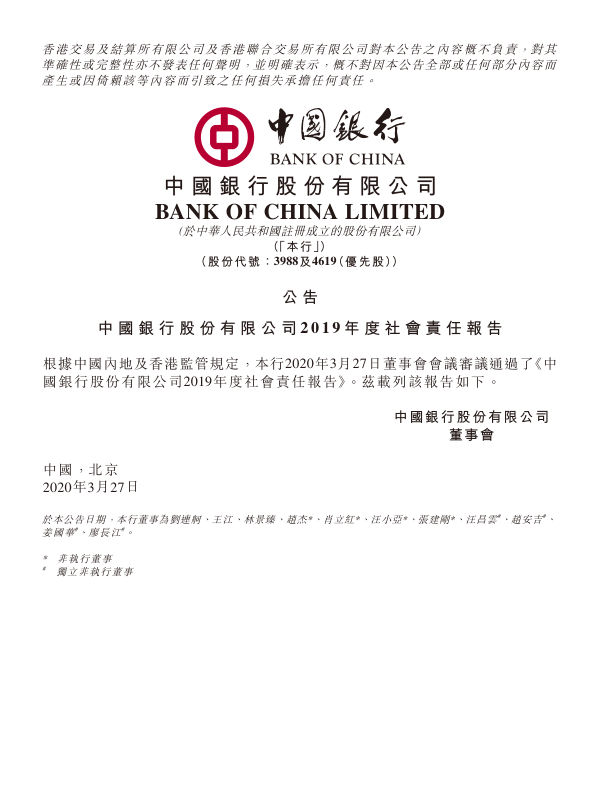 香港交易及結算所有限公司及香港聯合交易所有限公司對本公告之內容概不負責，對其
準確性或完整性亦不發表任何聲明，並明確表示，概不對因本公告全部或任何部分內容而
產生或因倚賴該等內容而引致之任何損失承擔任何責任。
中國銀行
BANK OF CHINA
中國銀行股份有限公司
BANK OF CHINA LIMITED
（於中華人民共和國註冊成立的股份有限公司）
（「本行」）
（股份代號：3988及4619（優先股））
公告
中國銀行股份有限公司2019年度社會責任報告
根據中國內地及香港監管規定，本行2020年3月27日董事會會議審議通過了《中
國銀行股份有限公司2019年度社會責任報告》。茲載列該報告如下。
中國銀行股份有限公司
董事會
中國，北京
2020年3月27日
於本公告日期，本行董事為劉連舸、王江、林景臻、趙杰*、肖立紅*、汪小亞*、張建剛*、汪昌雲#、趙安吉#、
姜國華#、廖長江#。
* 非執行董事
# 獨立非執行董事